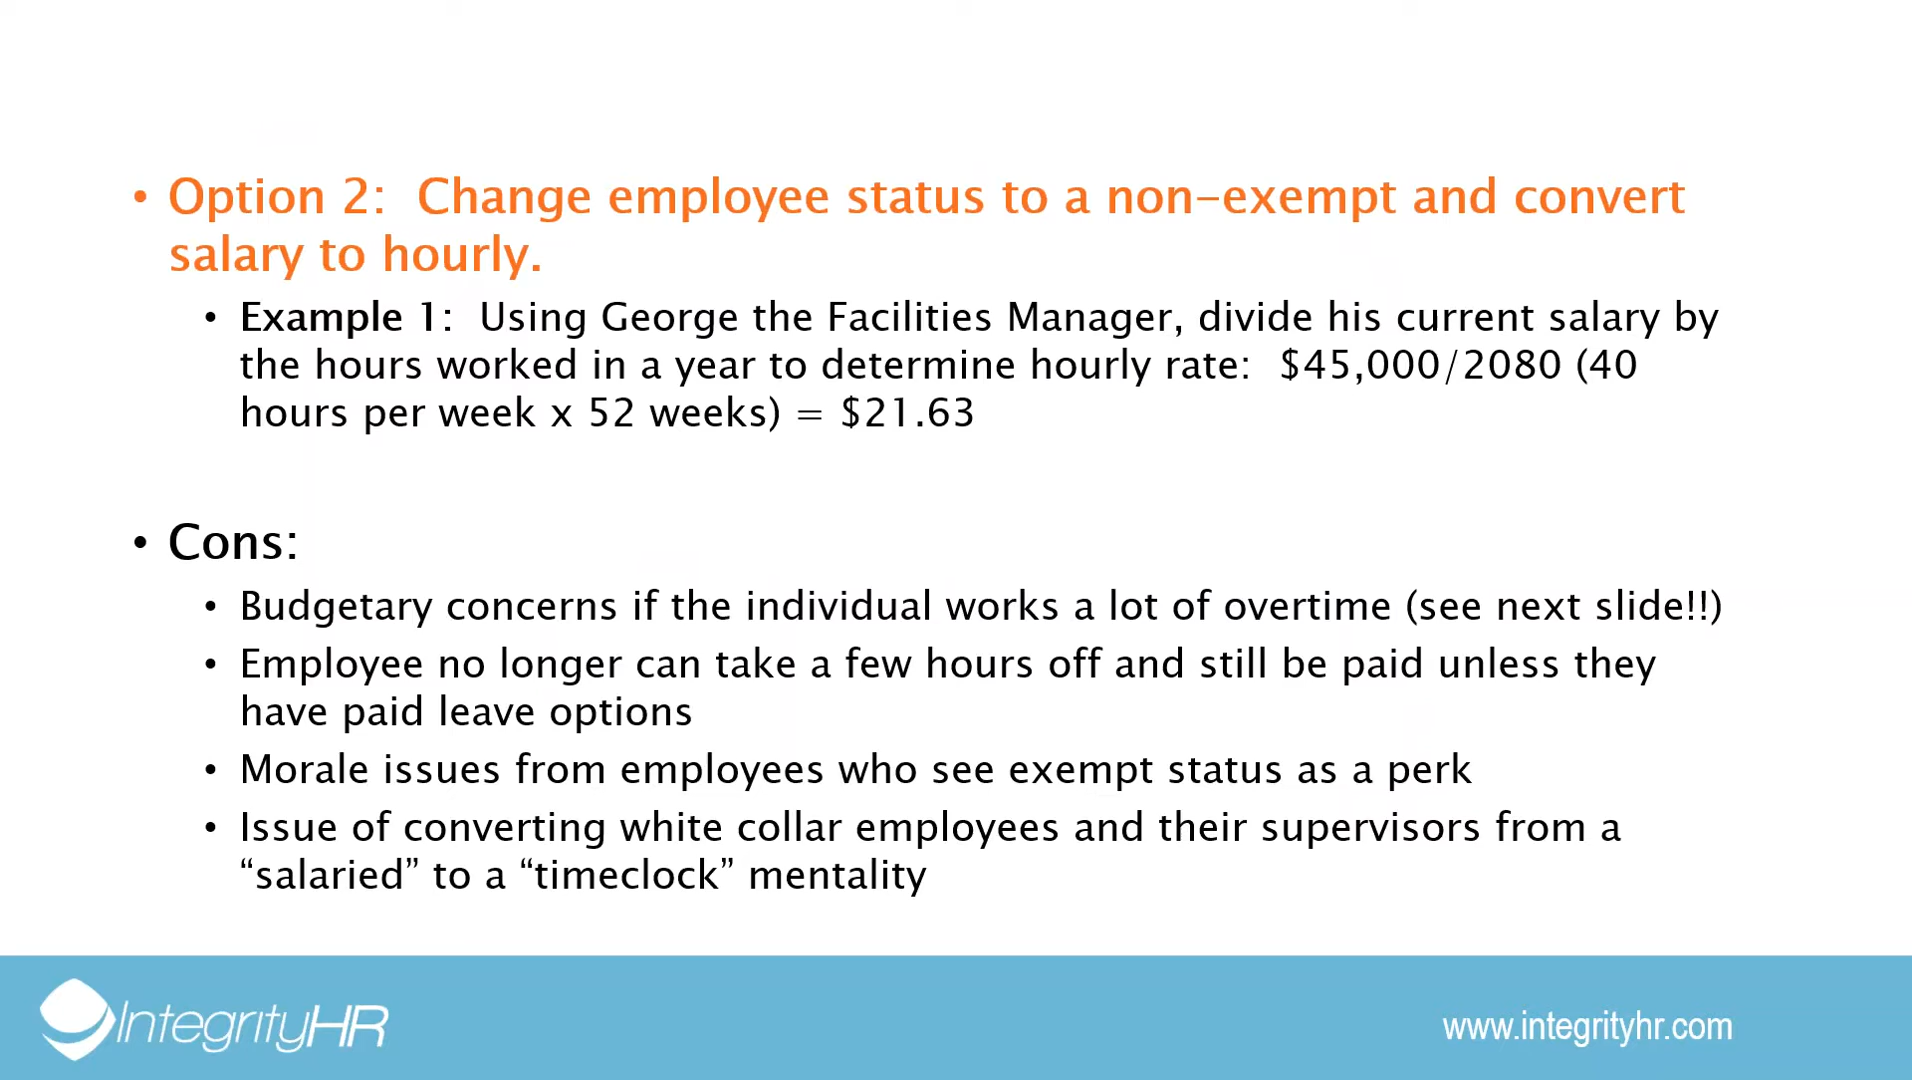 • Option 2:  Change employee status to a non-exempt and convert
salary to hourly.
• Example 1:  Using George the Facilities Manager, divide his current salary by
the hours worked in a year to determine hourly rate:  $45,000/2080 (40
hours per week x 52 weeks) = $21.63
• Cons:
• Budgetary concerns if the individual works a lot of overtime (see next slide!!)
• Employee no longer can take a few hours off and still be paid unless they
have paid leave options
• Morale issues from employees who see exempt status as a perk
• Issue of converting white collar employees and their supervisors from a
“salaried” to a “timeclock” mentality
IntegrityHR
www.integrityhr.com